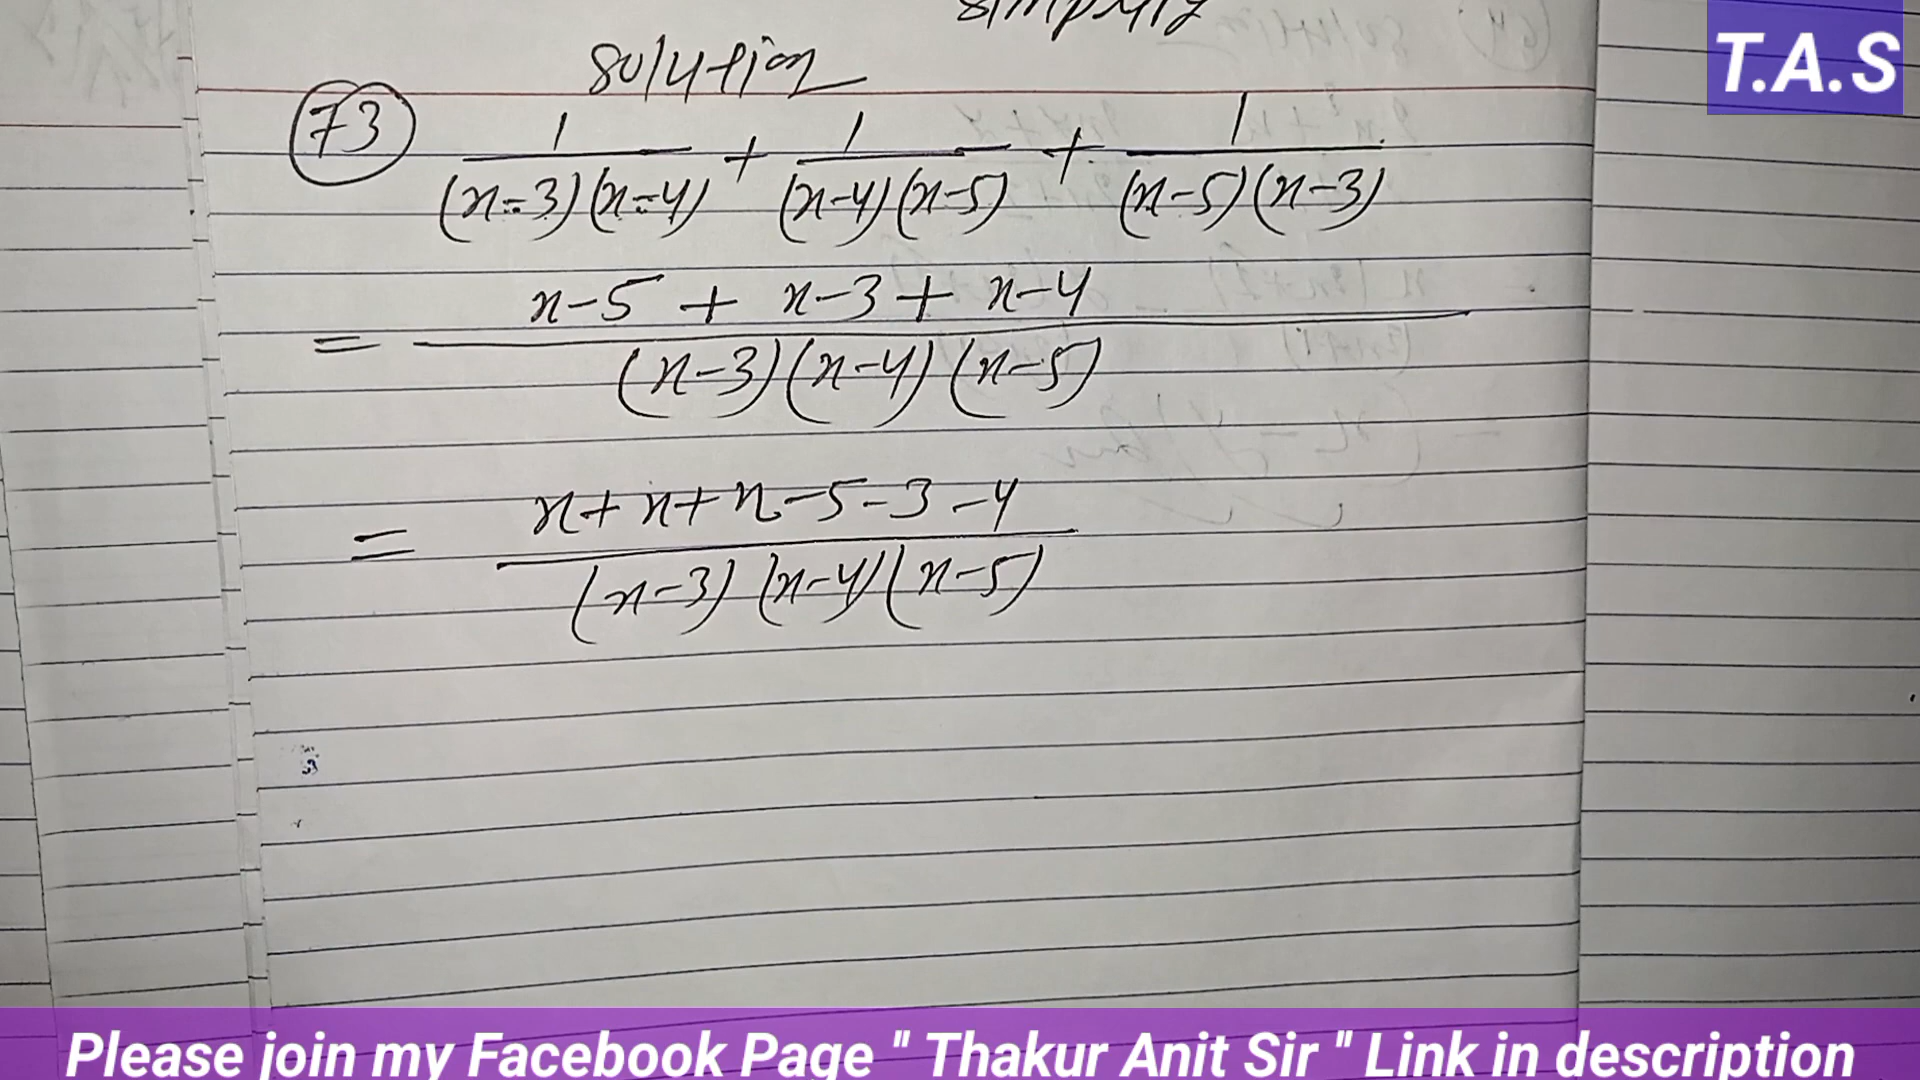 simplify
T.A.S
solution
73
1/(x-3)(x-4) + 1/(x-4)(x-5) + 1/(x-5)(x-3)
= x-5 + x-3 + x-4 / (x-3)(x-4)(x-5)
= x+x+x-5-3-4 / (x-3)(x-4)(x-5)
Please join my Facebook Page " Thakur Anit Sir " Link in description